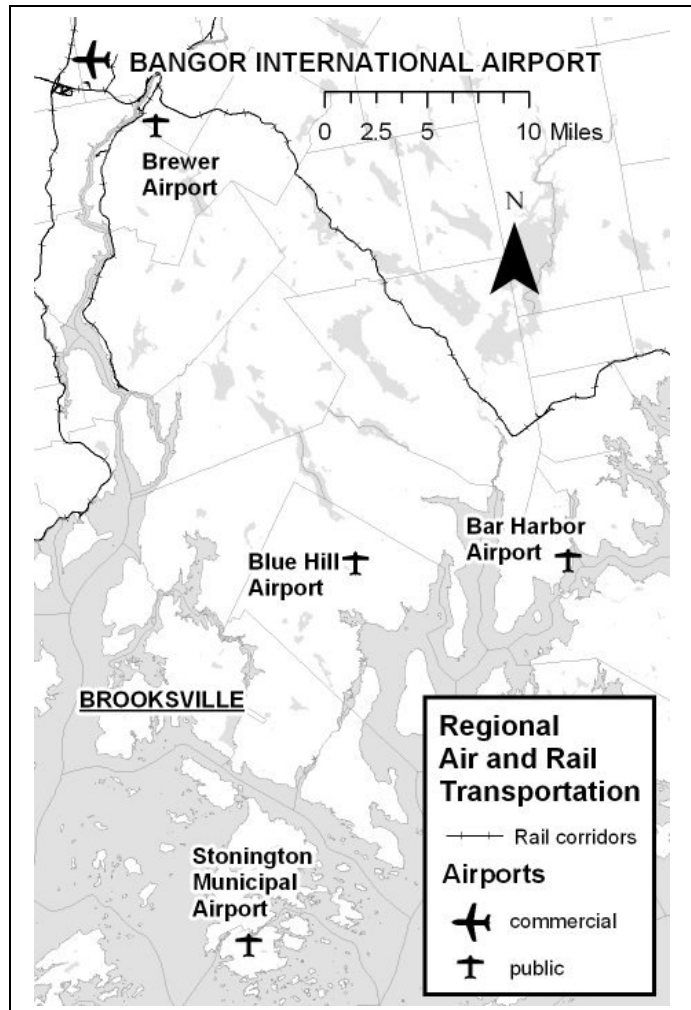 BANGOR INTERNATIONAL AIRPORT
0 2.5 5 10 Miles
Brewer
Airport
N
Bar Harbor
Airport
Blue Hill
Airport
BROOKSVILLE
Stonington
Municipal
Airport
Regional
Air and Rail
Transportation
Rail corridors
Airports
commercial
public